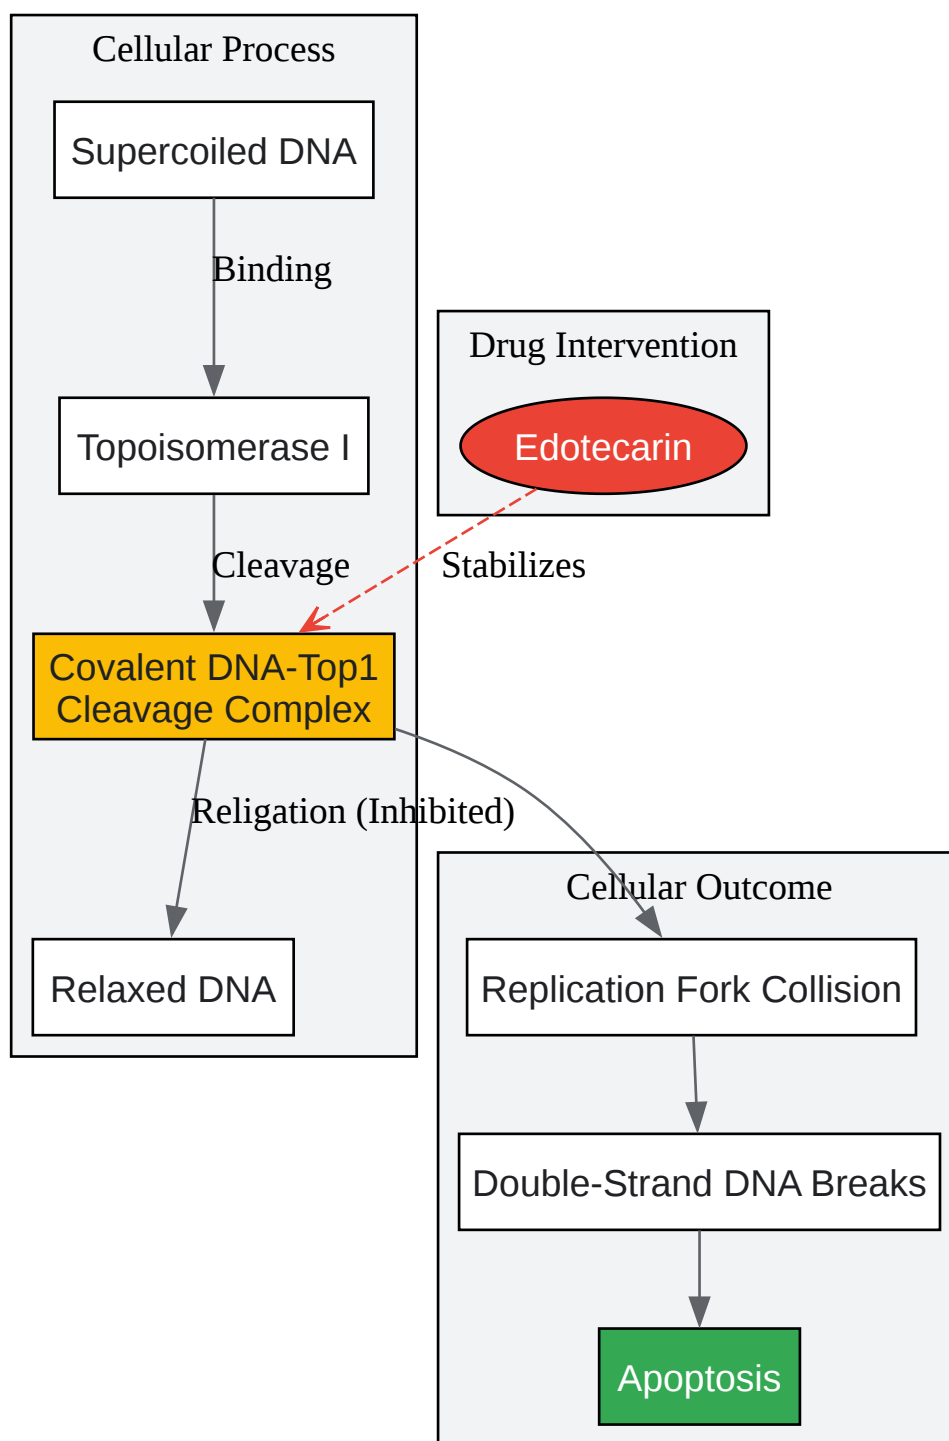 Cellular Process
Supercoiled DNA
Binding
Drug Intervention
Topoisomerase I
Edotecarin
Cleavage
Stabilizes
Covalent DNA-Top1
Cleavage Complex
Religation (Inhibited)
Cellular Outcome
Relaxed DNA
Replication Fork Collision
Double-Strand DNA Breaks
Apoptosis